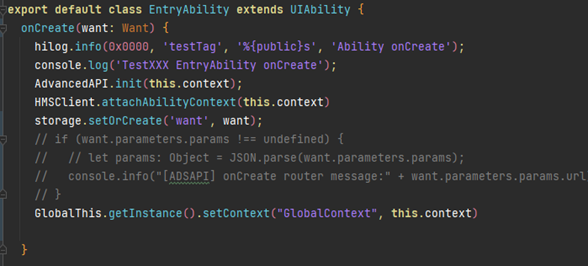 export default class EntryAbility extends UIAbility {
onCreate(want: Want) {
hilog.info(0x0000, 'testTag', '%{public}s', 'Ability onCreate');
console.log('TestXXX EntryAbility onCreate');
AdvancedAPI.init(this.context);
HMSClient.attachAbilityContext(this.context)
storage.setOrCreate('want', want);
// if (want.parameters.params !== undefined) {
//   // let params: Object = JSON.parse(want.parameters.params);
//   console.info("[ADSAPI] onCreate router message:" + want.parameters.params.url
// }
GlobalThis.getInstance().setContext("GlobalContext", this.context)
}